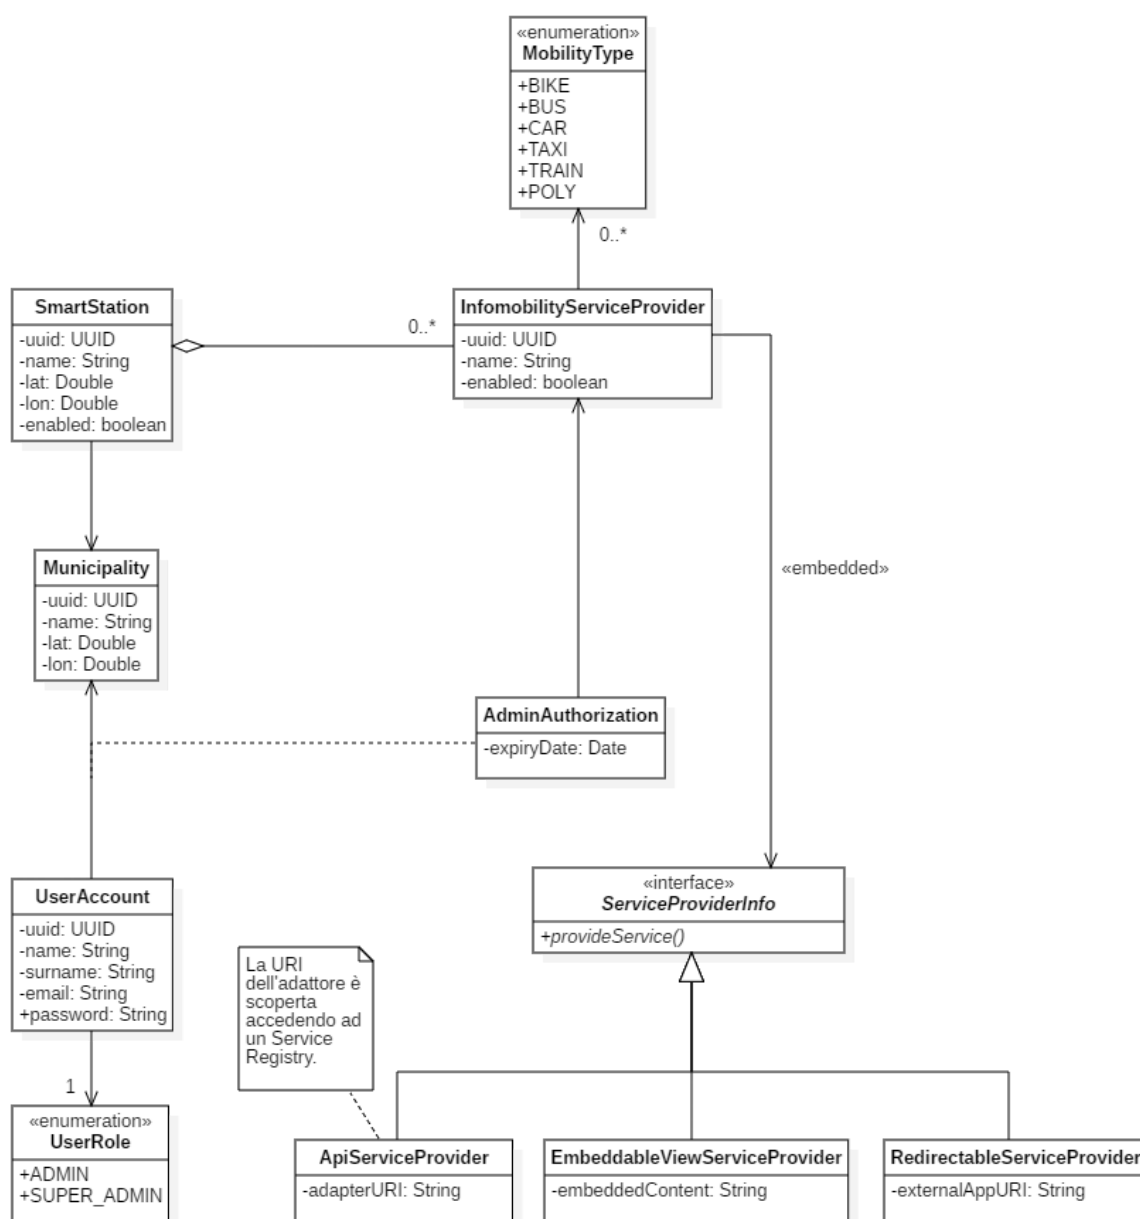 «enumeration»
MobilityType
+BIKE
+BUS
+CAR
+TAXI
+TRAIN
+POLY
0..*
SmartStation
-uuid: UUID
-name: String
-lat: Double
-lon: Double
-enabled: boolean
0..*
InfomobilityServiceProvider
-uuid: UUID
-name: String
-enabled: boolean
Municipality
-uuid: UUID
-name: String
-lat: Double
-lon: Double
«embedded»
AdminAuthorization
-expiryDate: Date
UserAccount
-uuid: UUID
-name: String
-surname: String
-email: String
+password: String
«interface»
ServiceProviderInfo
+provideService()
La URI
dell'adattore è
scoperta
accedendo ad
un Service
Registry.
1
«enumeration»
UserRole
+ADMIN
+SUPER_ADMIN
ApiServiceProvider
-adapterURI: String
EmbeddableViewServiceProvider
-embeddedContent: String
RedirectableServiceProvider
-externalAppURI: String